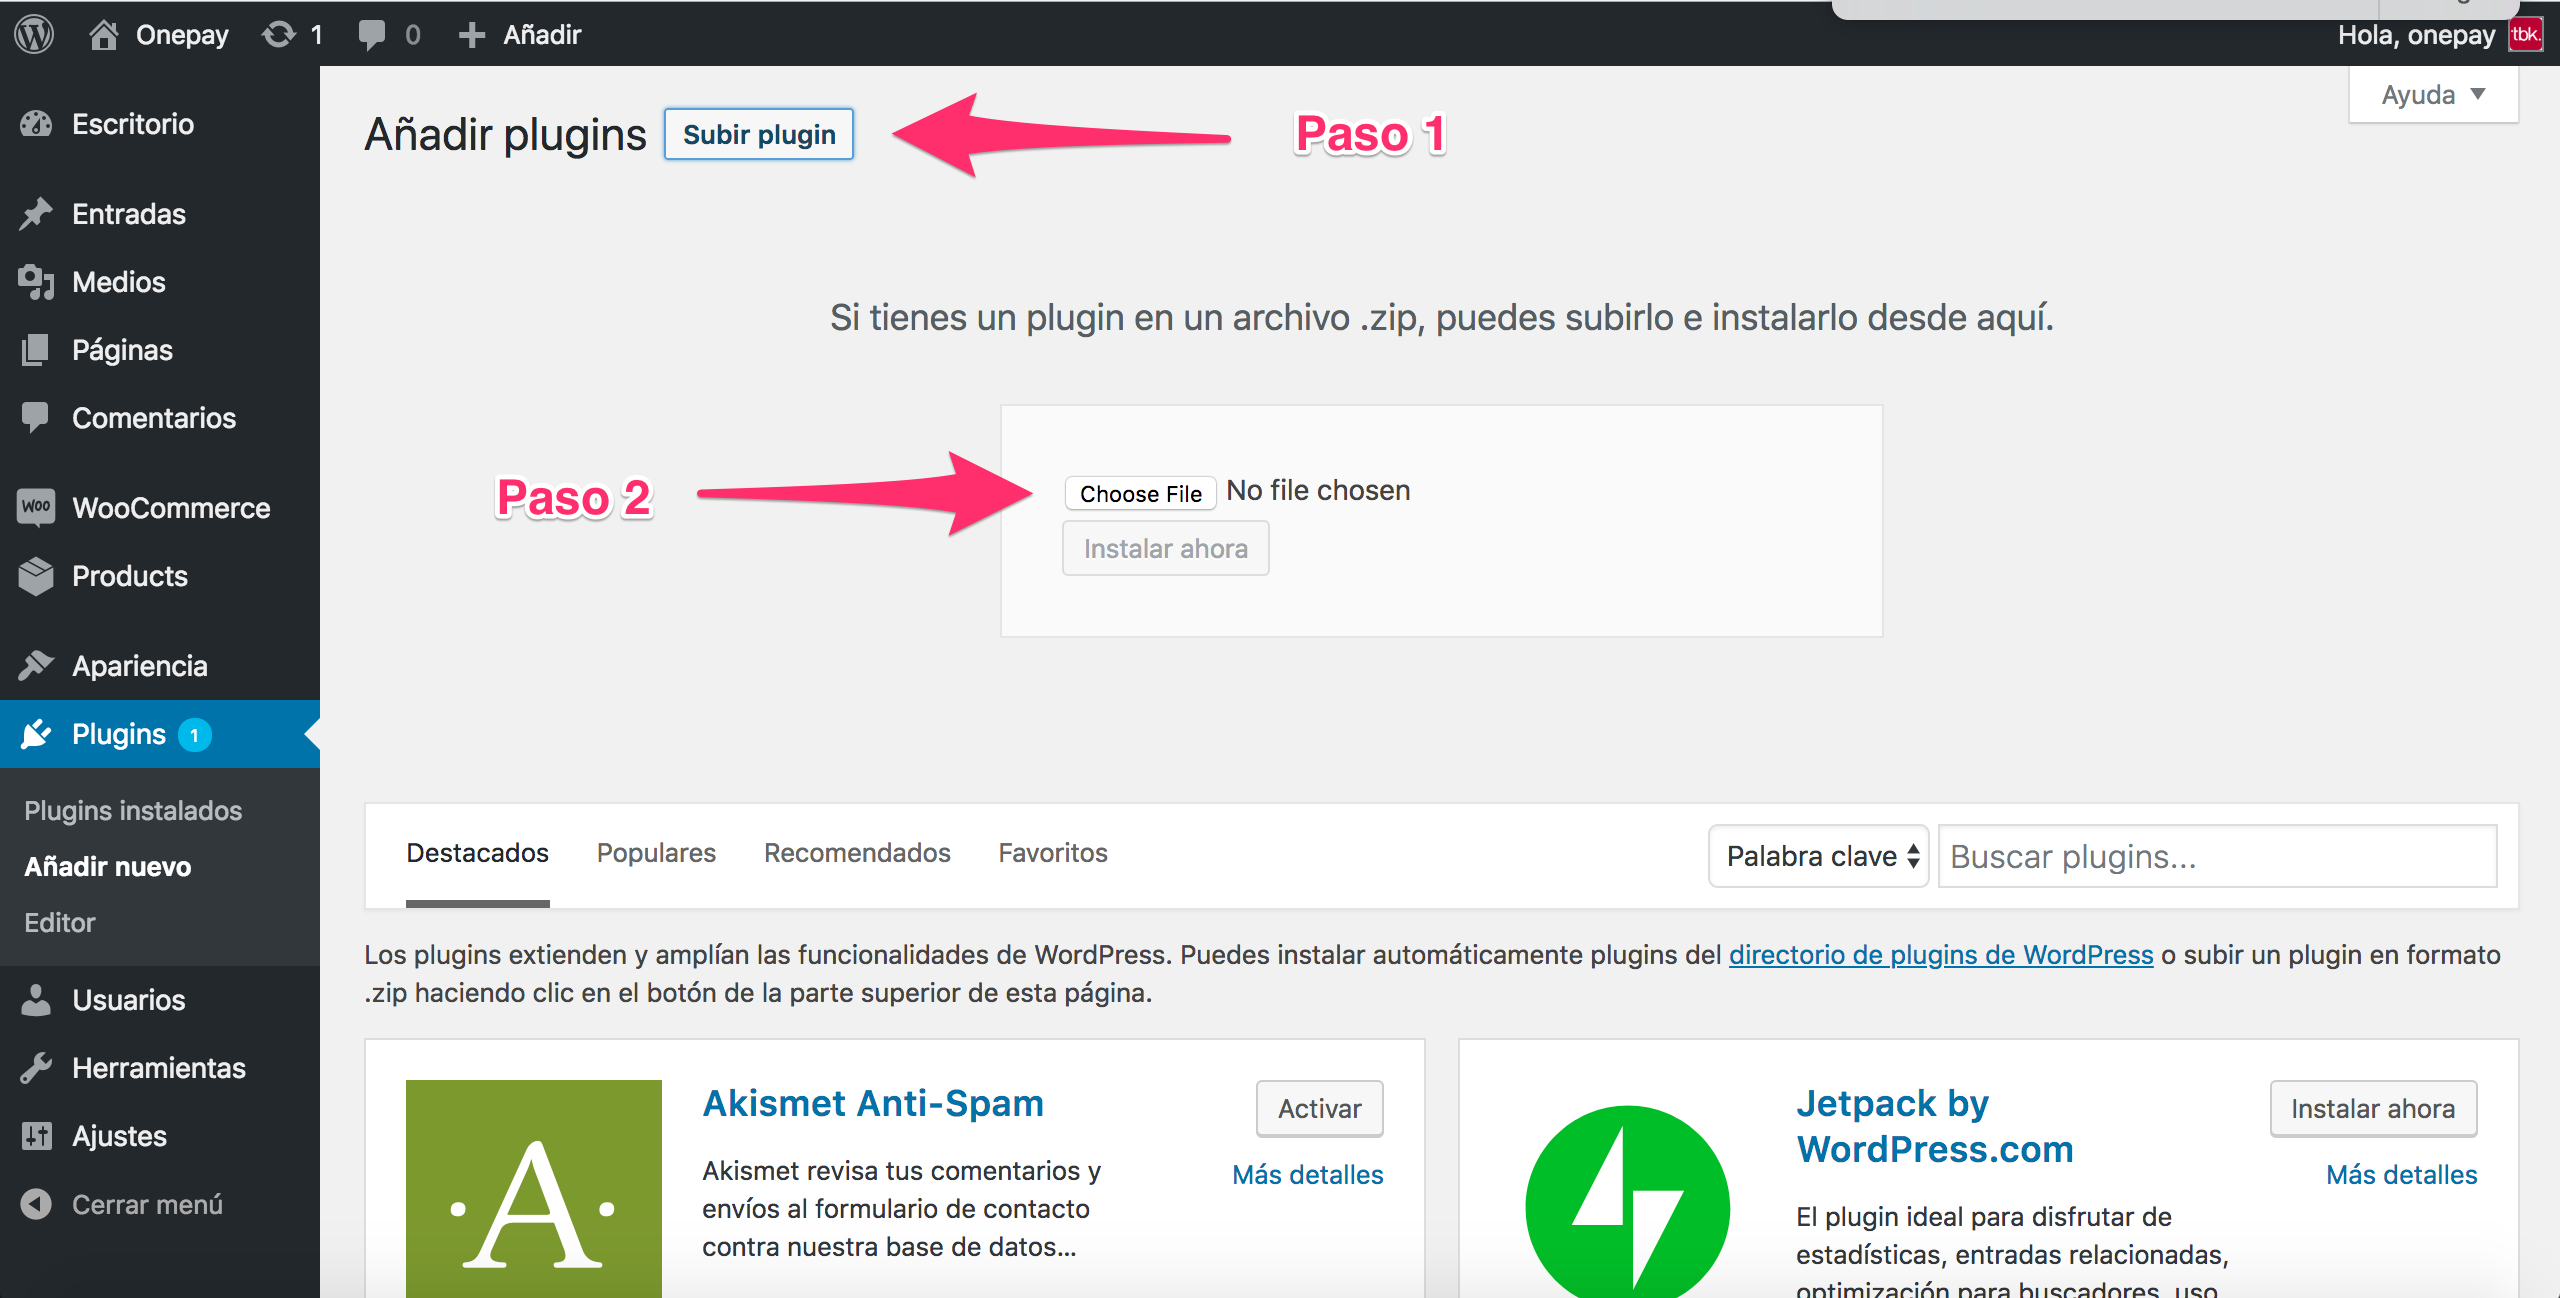 Onepay 1 0 Añadir
Hola, onepay tbk.
Escritorio
Entradas
Medios
Páginas
Comentarios
Woo WooCommerce
Products
Apariencia
Plugins 1
Plugins instalados
Añadir nuevo
Editor
Usuarios
Herramientas
Ajustes
Cerrar menú
Ayuda
Añadir plugins Subir plugin Paso 1
Si tienes un plugin en un archivo .zip, puedes subirlo e instalarlo desde aquí.
Paso 2 Choose File No file chosen
Instalar ahora
Destacados Populares Recomendados Favoritos Palabra clave Buscar plugins...
Los plugins extienden y amplían las funcionalidades de WordPress. Puedes instalar automáticamente plugins del directorio de plugins de WordPress o subir un plugin en formato
.zip haciendo clic en el botón de la parte superior de esta página.
A
Akismet Anti-Spam
Activar
Más detalles
Akismet revisa tus comentarios y
envíos al formulario de contacto
contra nuestra base de datos...
Jetpack by
WordPress.com
Instalar ahora
Más detalles
El plugin ideal para disfrutar de
estadísticas, entradas relacionadas,
optimización para buscadores, uso